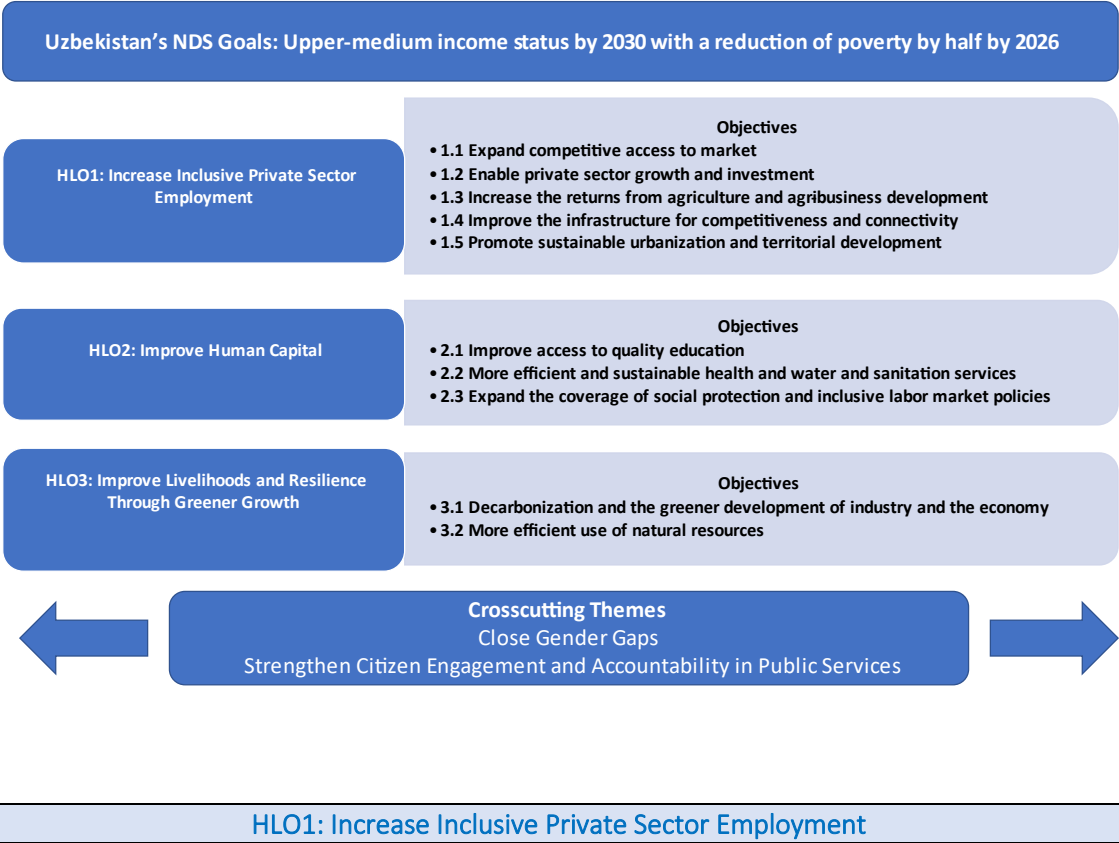 Uzbekistan's NDS Goals: Upper-medium income status by 2030 with a reduction of poverty by half by 2026
HLO1: Increase Inclusive Private Sector
Employment
Objectives
• 1.1 Expand competitive access to market
• 1.2 Enable private sector growth and investment
• 1.3 Increase the returns from agriculture and agribusiness development
• 1.4 Improve the infrastructure for competitiveness and connectivity
• 1.5 Promote sustainable urbanization and territorial development
HLO2: Improve Human Capital
Objectives
• 2.1 Improve access to quality education
• 2.2 More efficient and sustainable health and water and sanitation services
• 2.3 Expand the coverage of social protection and inclusive labor market policies
HLO3: Improve Livelihoods and Resilience
Through Greener Growth
Objectives
• 3.1 Decarbonization and the greener development of industry and the economy
• 3.2 More efficient use of natural resources
Crosscutting Themes
Close Gender Gaps
Strengthen Citizen Engagement and Accountability in Public Services
HLO1: Increase Inclusive Private Sector Employment